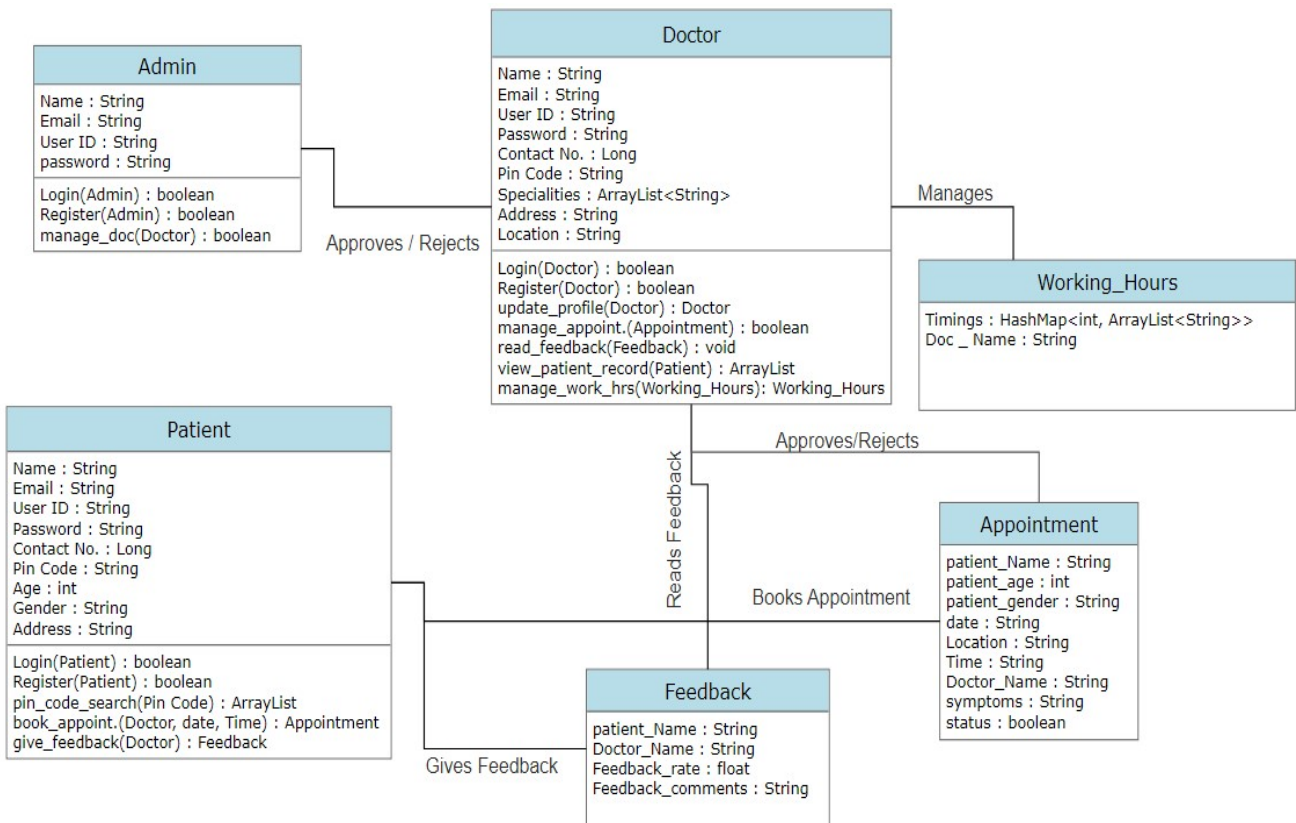 Admin
Name : String
Email : String
User ID : String
password : String
Login(Admin) : boolean
Register(Admin) : boolean
manage_doc(Doctor) : boolean
Approves / Rejects
Doctor
Name : String
Email : String
User ID : String
Password : String
Contact No. : Long
Pin Code : String
Specialities : ArrayList<String>
Address : String
Location : String
Login(Doctor) : boolean
Register(Doctor) : boolean
update_profile(Doctor) : Doctor
manage_appoint.(Appointment) : boolean
read_feedback(Feedback) : void
view_patient_record(Patient) : ArrayList
manage_work_hrs(Working_Hours): Working_Hours
Manages
Working_Hours
Timings : HashMap<int, ArrayList<String>>
Doc _ Name : String
Patient
Name : String
Email : String
User ID : String
Password : String
Contact No. : Long
Pin Code : String
Age : int
Gender : String
Address : String
Login(Patient) : boolean
Register(Patient) : boolean
pin_code_search(Pin Code) : ArrayList
book_appoint.(Doctor, date, Time) : Appointment
give_feedback(Doctor) : Feedback
Reads Feedback
Approves/Rejects
Books Appointment
Gives Feedback
Appointment
patient_Name : String
patient_age : int
patient_gender : String
date : String
Location : String
Time : String
Doctor_Name : String
symptoms : String
status : boolean
Feedback
patient_Name : String
Doctor_Name : String
Feedback_rate : float
Feedback_comments : String